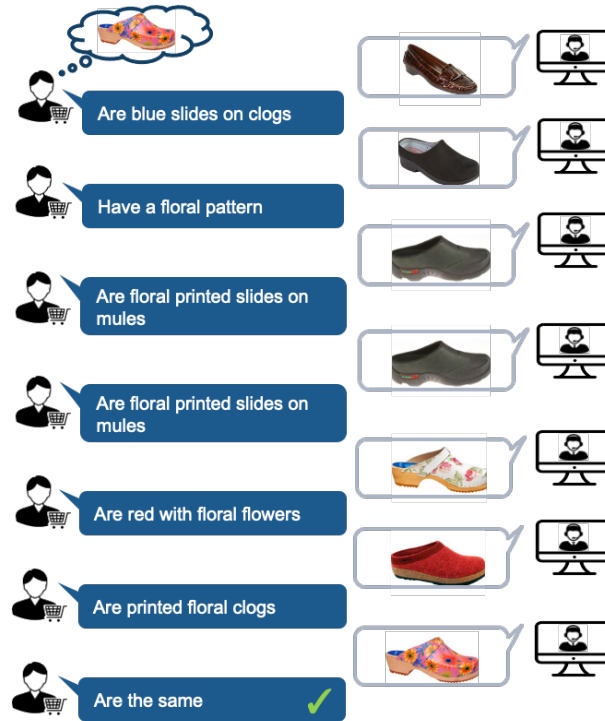 Are blue slides on clogs
Have a floral pattern
Are floral printed slides on
mules
Are floral printed slides on
mules
Are red with floral flowers
Are printed floral clogs
Are the same